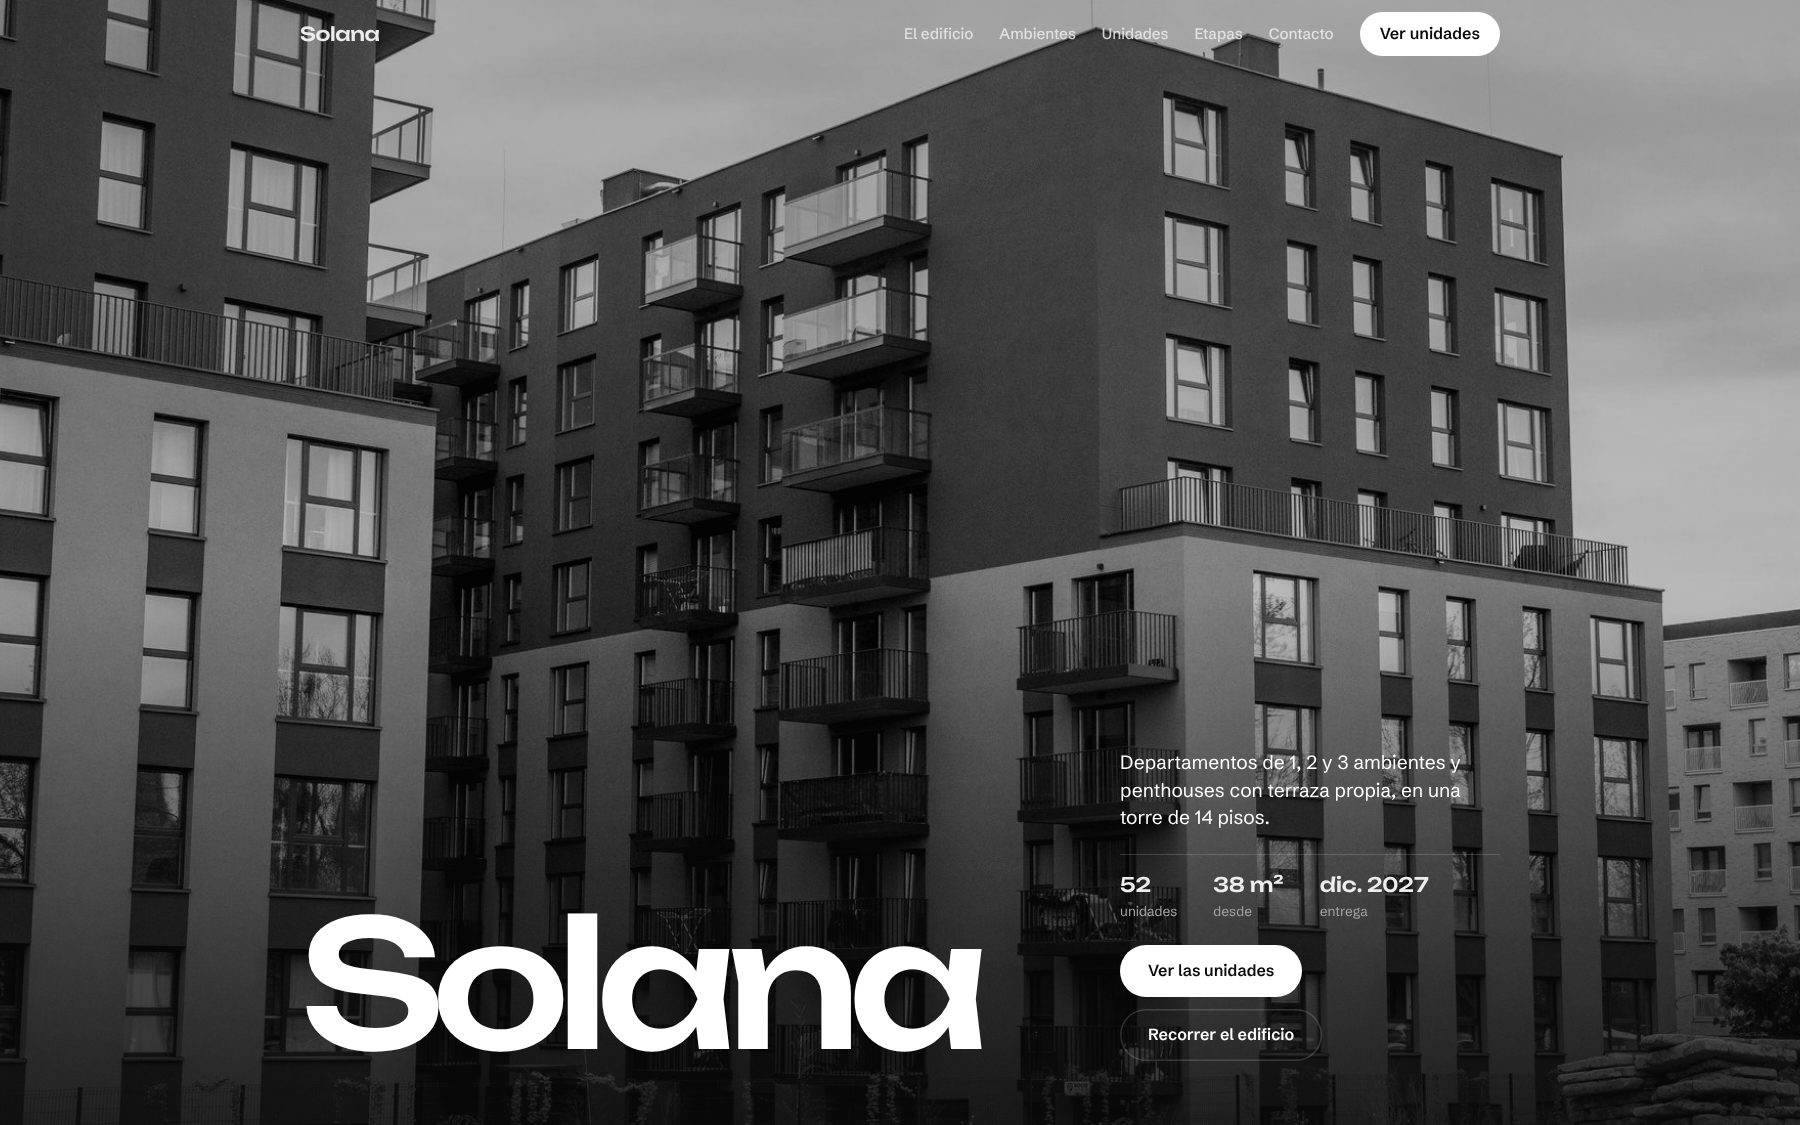 Solana
El edificio
Ambientes
Unidades
Etapas
Contacto
Ver unidades
Departamentos de 1, 2 y 3 ambientes y
penthouses con terraza propia, en una
torre de 14 pisos.
52
unidades
38 m²
desde
dic. 2027
entrega
Solana
Ver las unidades
Recorrer el edificio